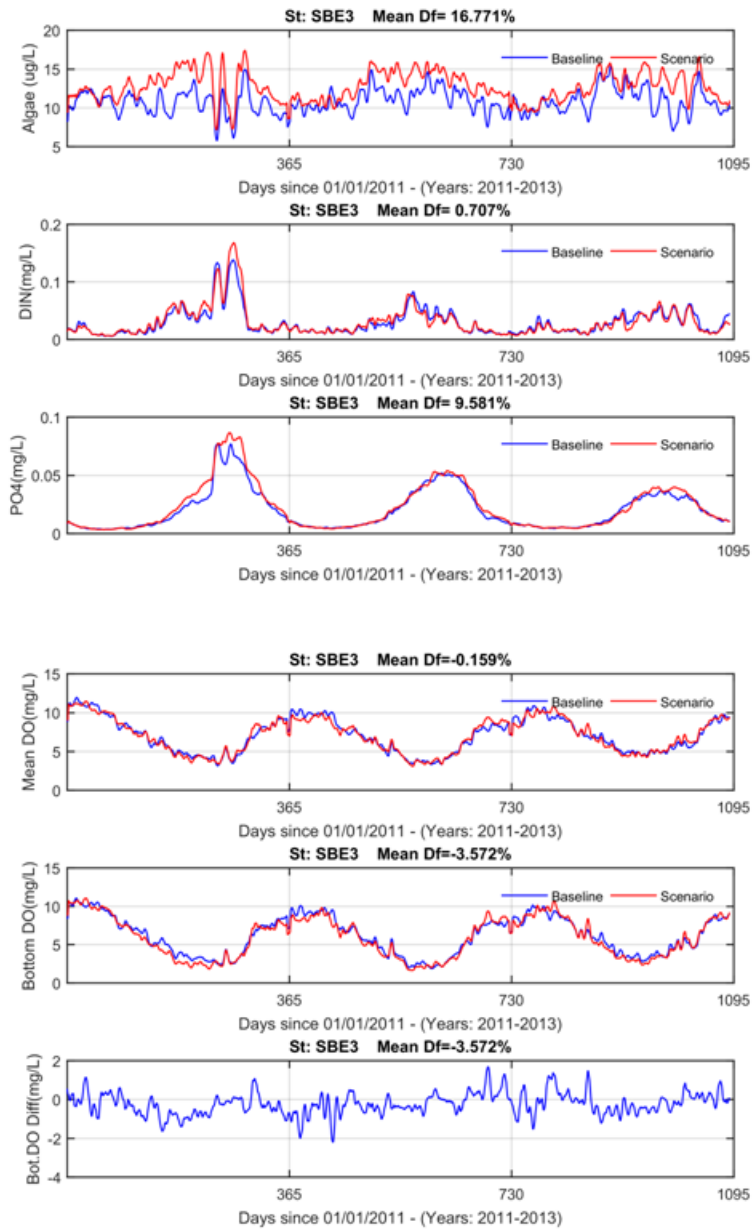 St: SBE3 Mean Df= 16.771%
Algae (ug/L)
15
10
5
Baseline Scenario
365 730 1095
Days since 01/01/2011 - (Years: 2011-2013)
St: SBE3 Mean Df= 0.707%
DIN(mg/L)
0.2
0.1
0
Baseline Scenario
365 730 1095
Days since 01/01/2011 - (Years: 2011-2013)
St: SBE3 Mean Df= 9.581%
PO4(mg/L)
0.1
0.05
0
Baseline Scenario
365 730 1095
Days since 01/01/2011 - (Years: 2011-2013)
St: SBE3 Mean Df=-0.159%
Mean DO(mg/L)
15
10
5
0
Baseline Scenario
365 730 1095
Days since 01/01/2011 - (Years: 2011-2013)
St: SBE3 Mean Df=-3.572%
Bottom DO(mg/L)
15
10
5
0
Baseline Scenario
365 730 1095
Days since 01/01/2011 - (Years: 2011-2013)
St: SBE3 Mean Df=-3.572%
Bot.DO Diff(mg/L)
2
0
-2
-4
365 730 1095
Days since 01/01/2011 - (Years: 2011-2013)
20